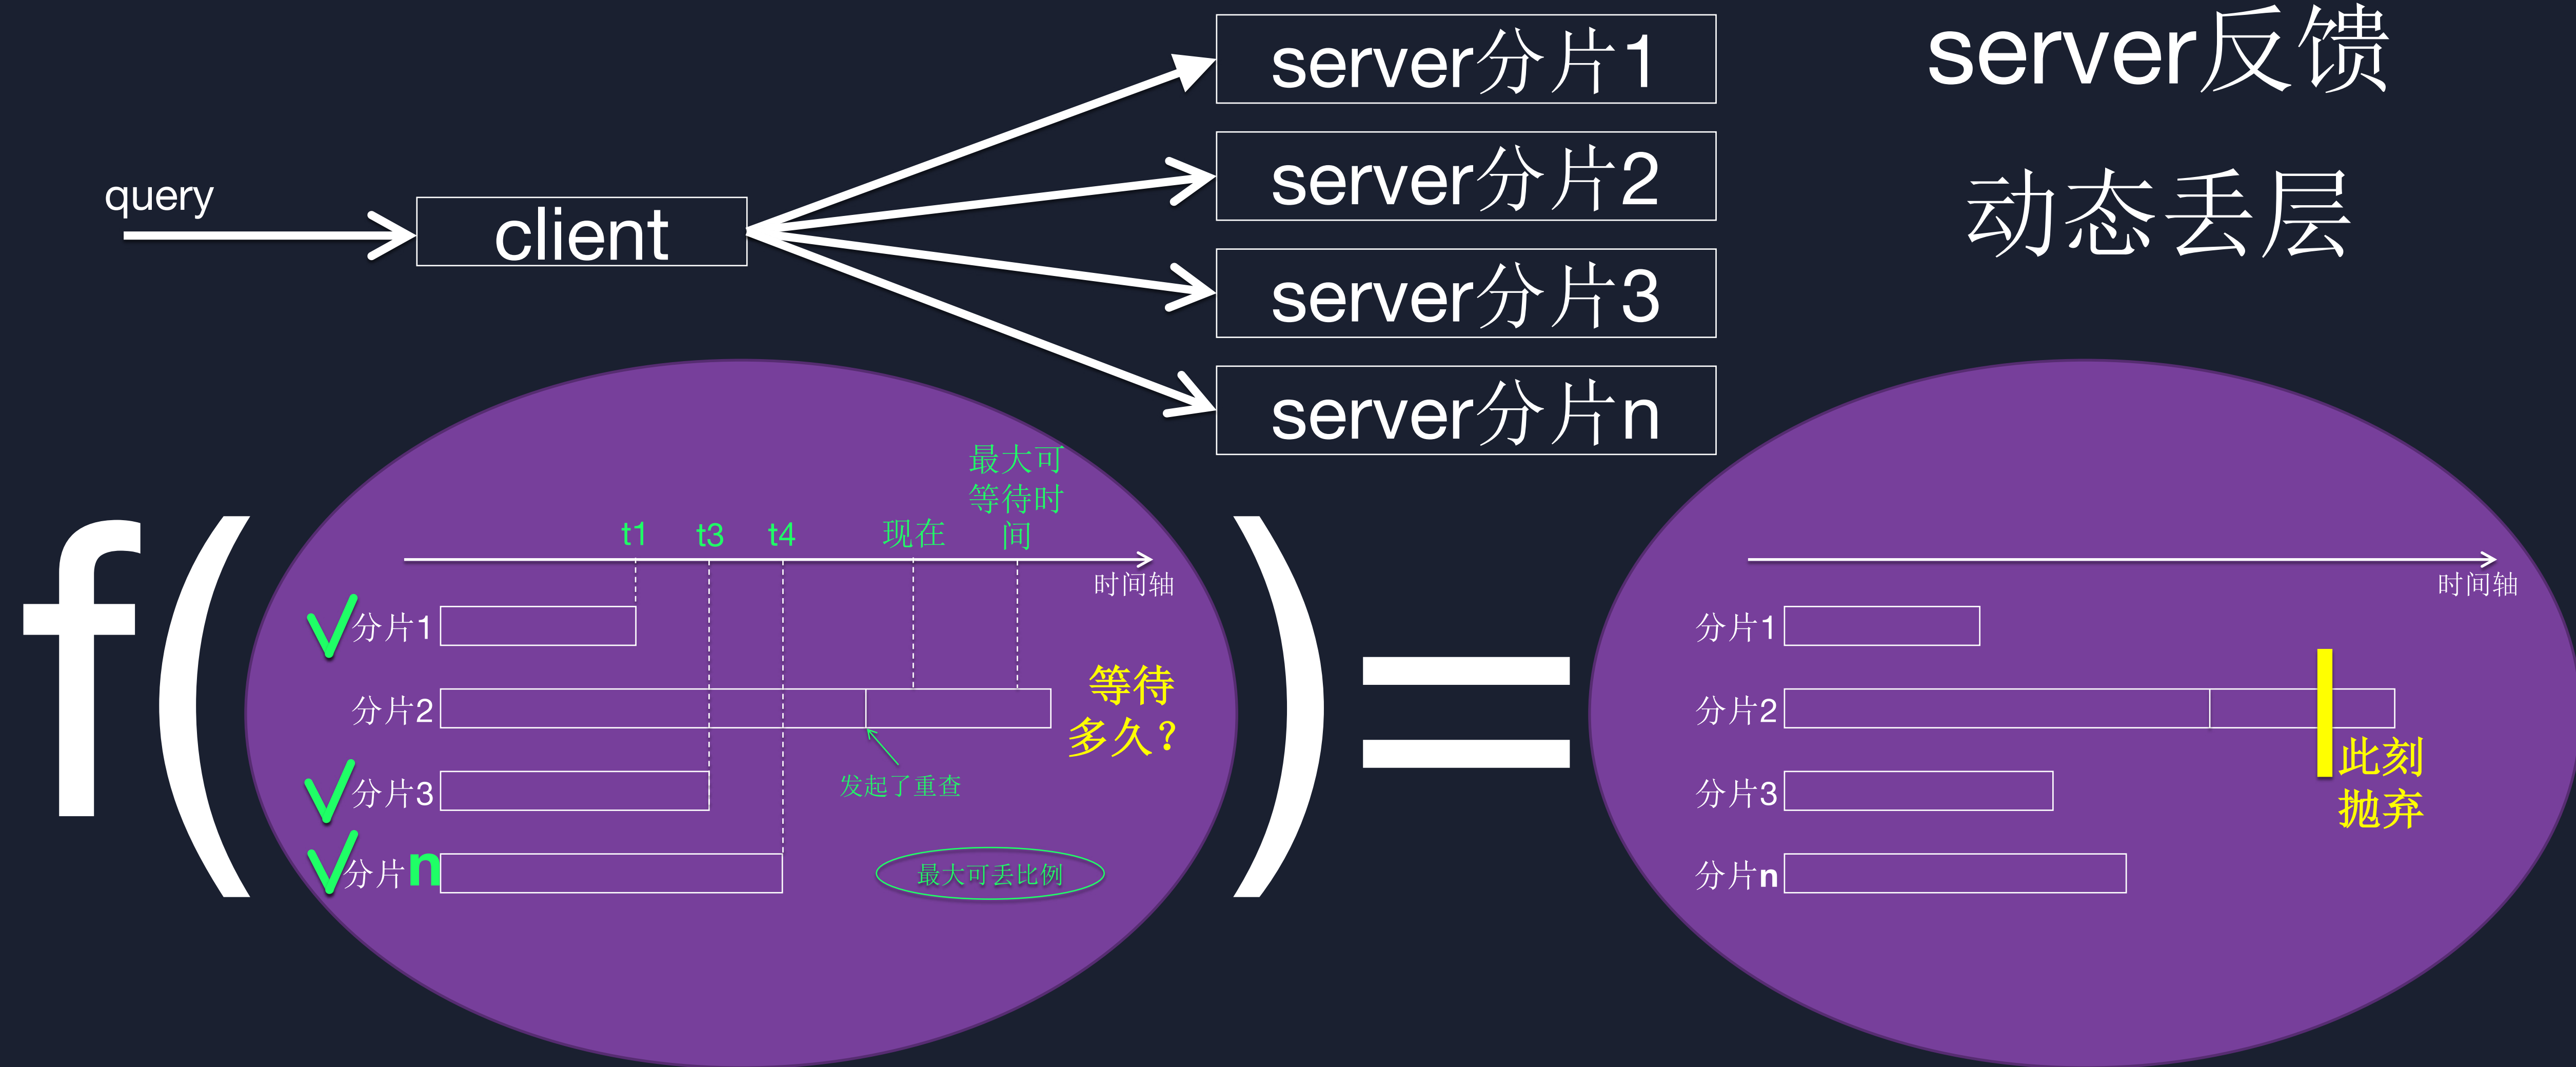 server反馈
动态丢层
query
client
server分片1
server分片2
server分片3
server分片n
f(
最大可
等待时
间
t1
t3
t4
现在
时间轴
分片1
分片2
等待
多久?
发起了重查
分片3
分片n
最大可丢比例
)=
时间轴
分片1
分片2
此刻
抛弃
分片3
分片n